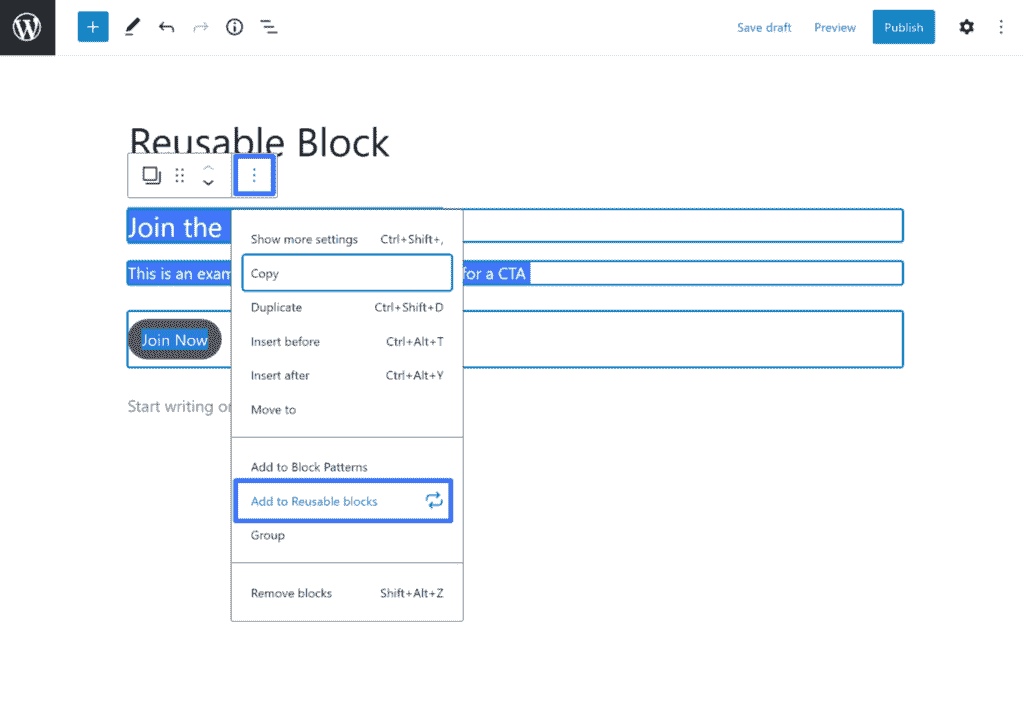 Save draft Preview Publish
Reusable Block
Join the
Show more settings Ctrl+Shift+,
This is an exam
Copy
for a CTA
Duplicate Ctrl+Shift+D
Join Now
Insert before Ctrl+Alt+T
Insert after Ctrl+Alt+Y
Start writing or
Move to
Add to Block Patterns
Add to Reusable blocks
Group
Remove blocks Shift+Alt+Z